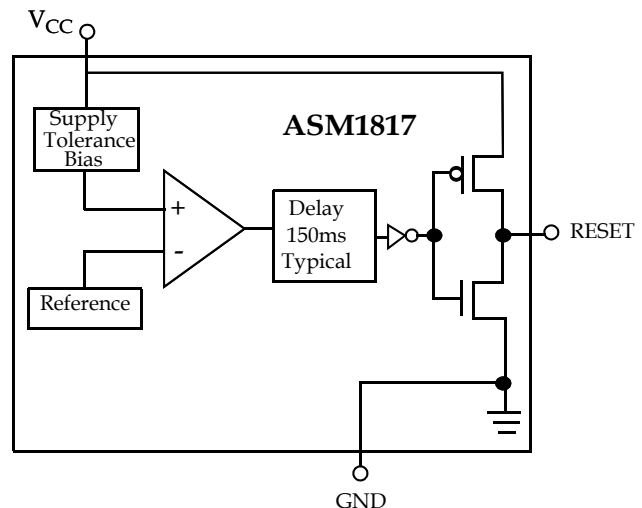 VCC
Supply
Tolerance
Bias
ASM1817
+
-
Delay
150ms
Typical
RESET
Reference
GND